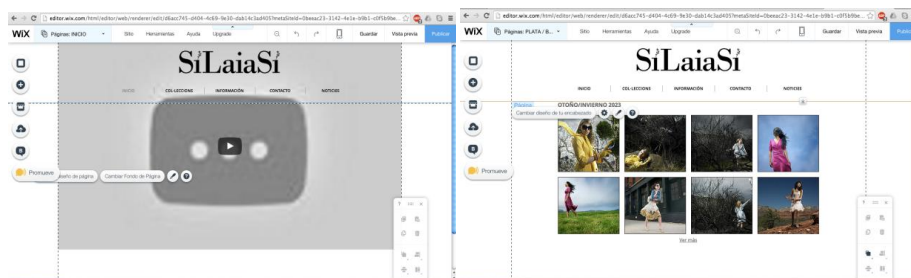 editor.wix.com/html/editor/web/renderer/edit/d6acc745-d404-4c69-9e30-dab14c3ad405?metaSiteId=0beeac23-3142-4e1e-b9b1-c0f5b9be...
WiX Páginas: INICIO Sitio Herramientas Ayuda Upgrade Guardar Vista previa Publicar
SíLaiaSí
INICIO COL·LECCIONS INFORMACIÓN CONTACTO NOTICIES
Promueve
Cambiar Fondo de Página
editor.wix.com/html/editor/web/renderer/edit/d6acc745-d404-4c69-9e30-dab14c3ad405?metaSiteId=0beeac23-3142-4e1e-b9b1-c0f5b9be...
WiX Páginas: PLATA / B... Sitio Herramientas Ayuda Upgrade Guardar Vista previa
SíLaiaSí
INICIO COL·LECCIONS INFORMACIÓN CONTACTO NOTICIES
Página
OTOÑO/INVIERNO 2023
Cambiar diseño de tu encabezado
Promueve
Ver más